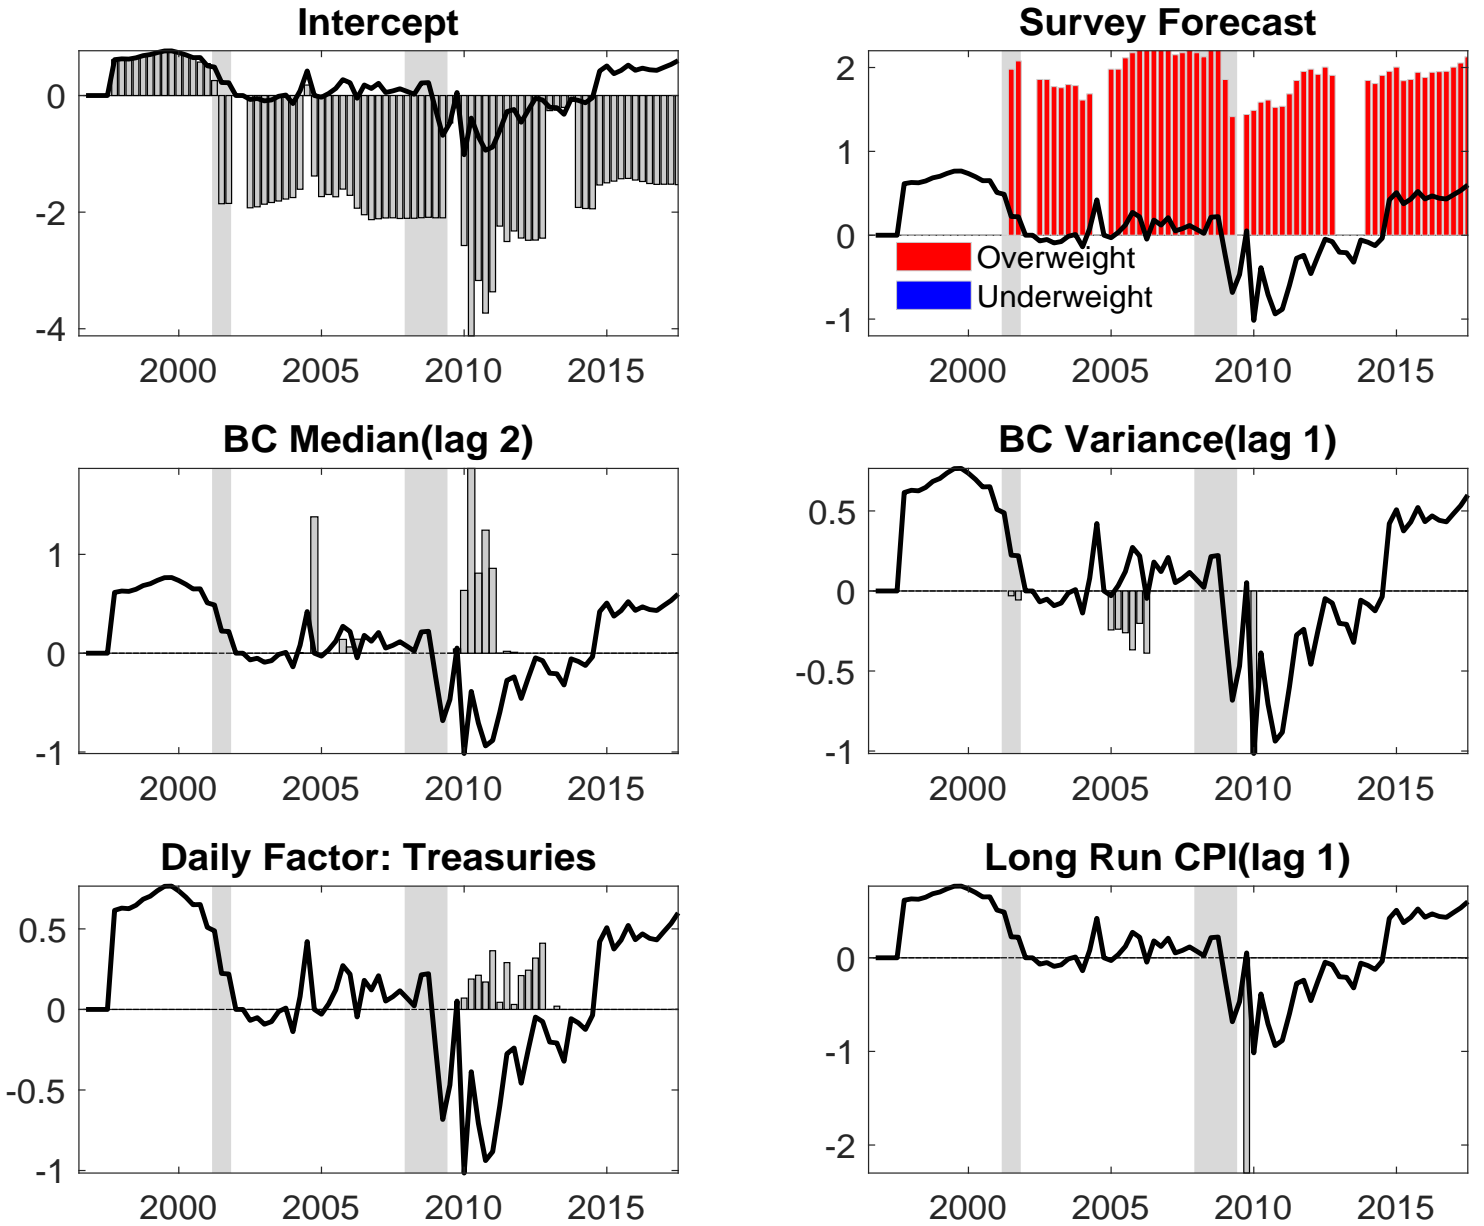 Intercept
0
-2
-4
2000 2005 2010 2015
Survey Forecast
2
1
0
-1
Overweight
Underweight
2000 2005 2010 2015
BC Median(lag 2)
1
0
-1
2000 2005 2010 2015
BC Variance(lag 1)
0.5
0
-0.5
-1
2000 2005 2010 2015
Daily Factor: Treasuries
0.5
0
-0.5
-1
2000 2005 2010 2015
Long Run CPI(lag 1)
0
-1
-2
2000 2005 2010 2015